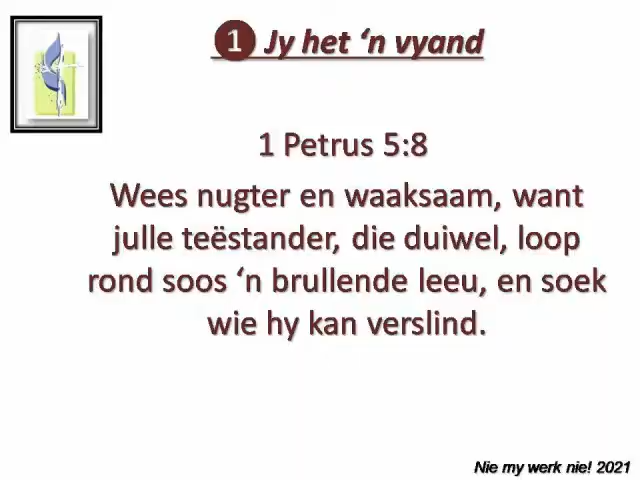 1 Jy het ‘n vyand
1 Petrus 5:8
Wees nugter en waaksaam, want
julle teëstander, die duiwel, loop
rond soos ‘n brullende leeu, en soek
wie hy kan verslind.
Nie my werk nie! 2021